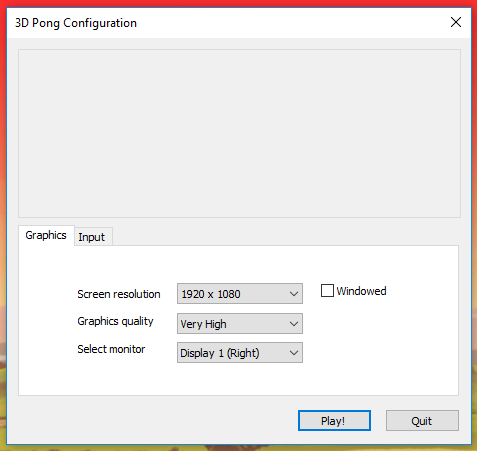 3D Pong Configuration
Graphics
Input
Screen resolution
1920 x 1080
Windowed
Graphics quality
Very High
Select monitor
Display 1 (Right)
Play!
Quit